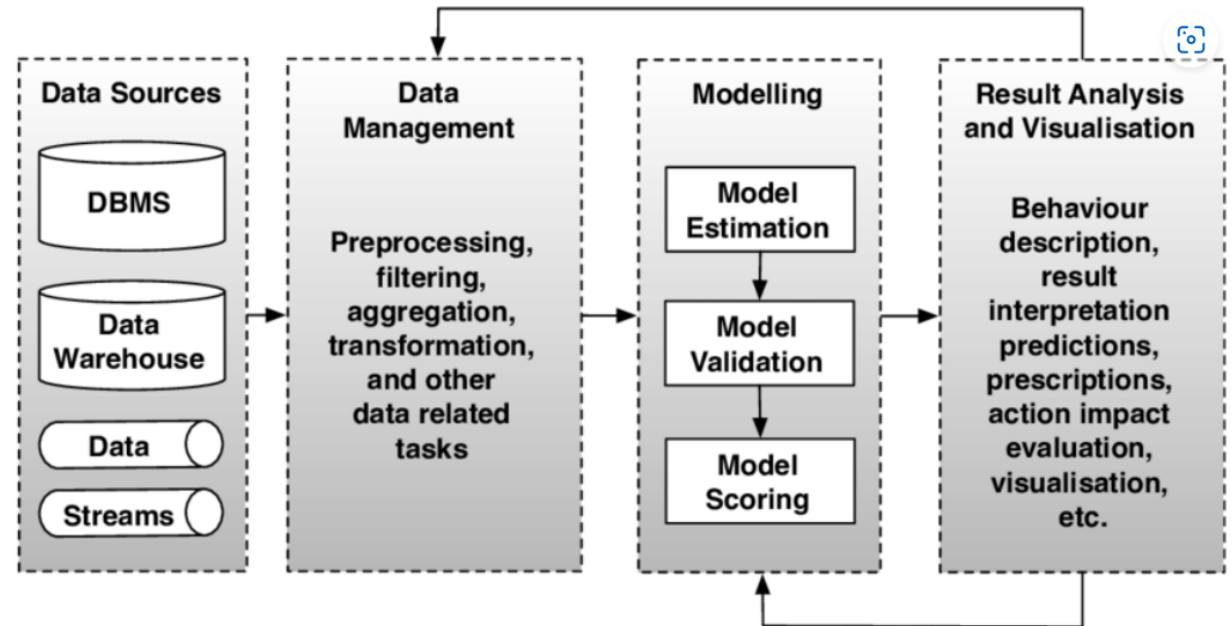 Data Sources
DBMS
Data
Warehouse
Data
Streams
Data
Management
Preprocessing,
filtering,
aggregation,
transformation,
and other
data related
tasks
Modelling
Model
Estimation
Model
Validation
Model
Scoring
Result Analysis
and Visualisation
Behaviour
description,
result
interpretation
predictions,
prescriptions,
action impact
evaluation,
visualisation,
etc.